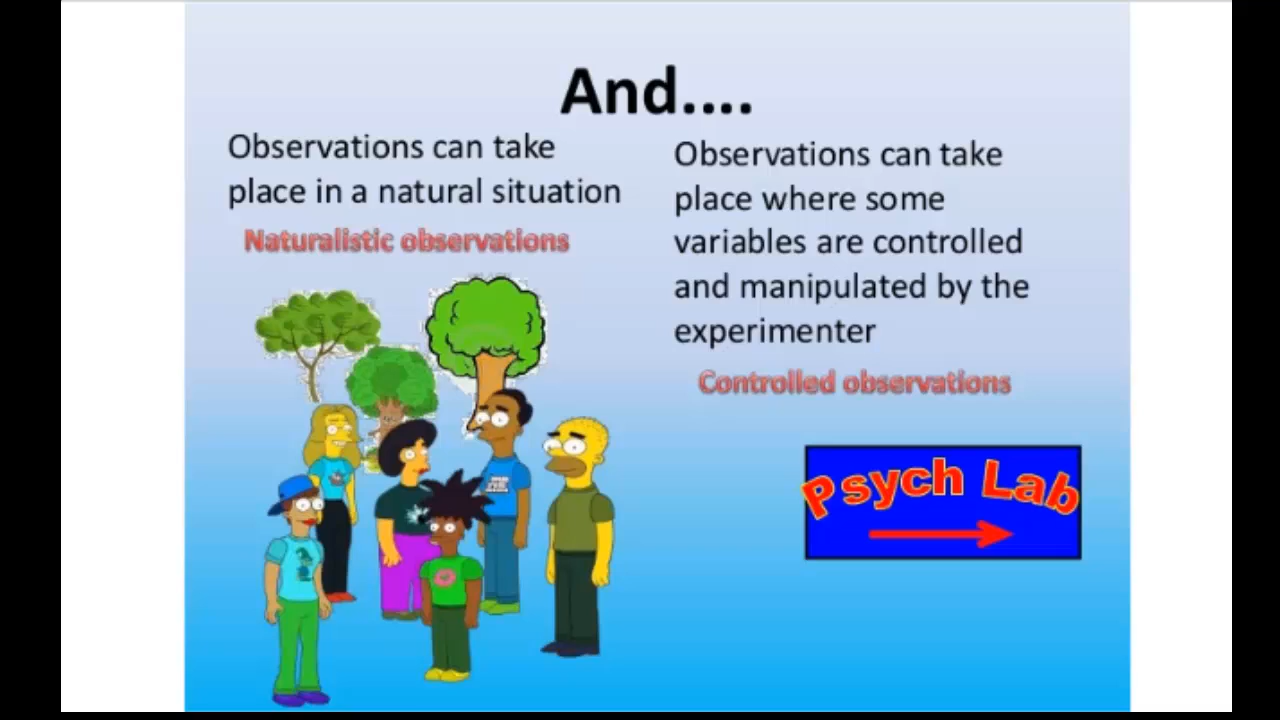 And....
Observations can take
place in a natural situation
Naturalistic observations
Observations can take
place where some
variables are controlled
and manipulated by the
experimenter
Controlled observations
Psych Lab